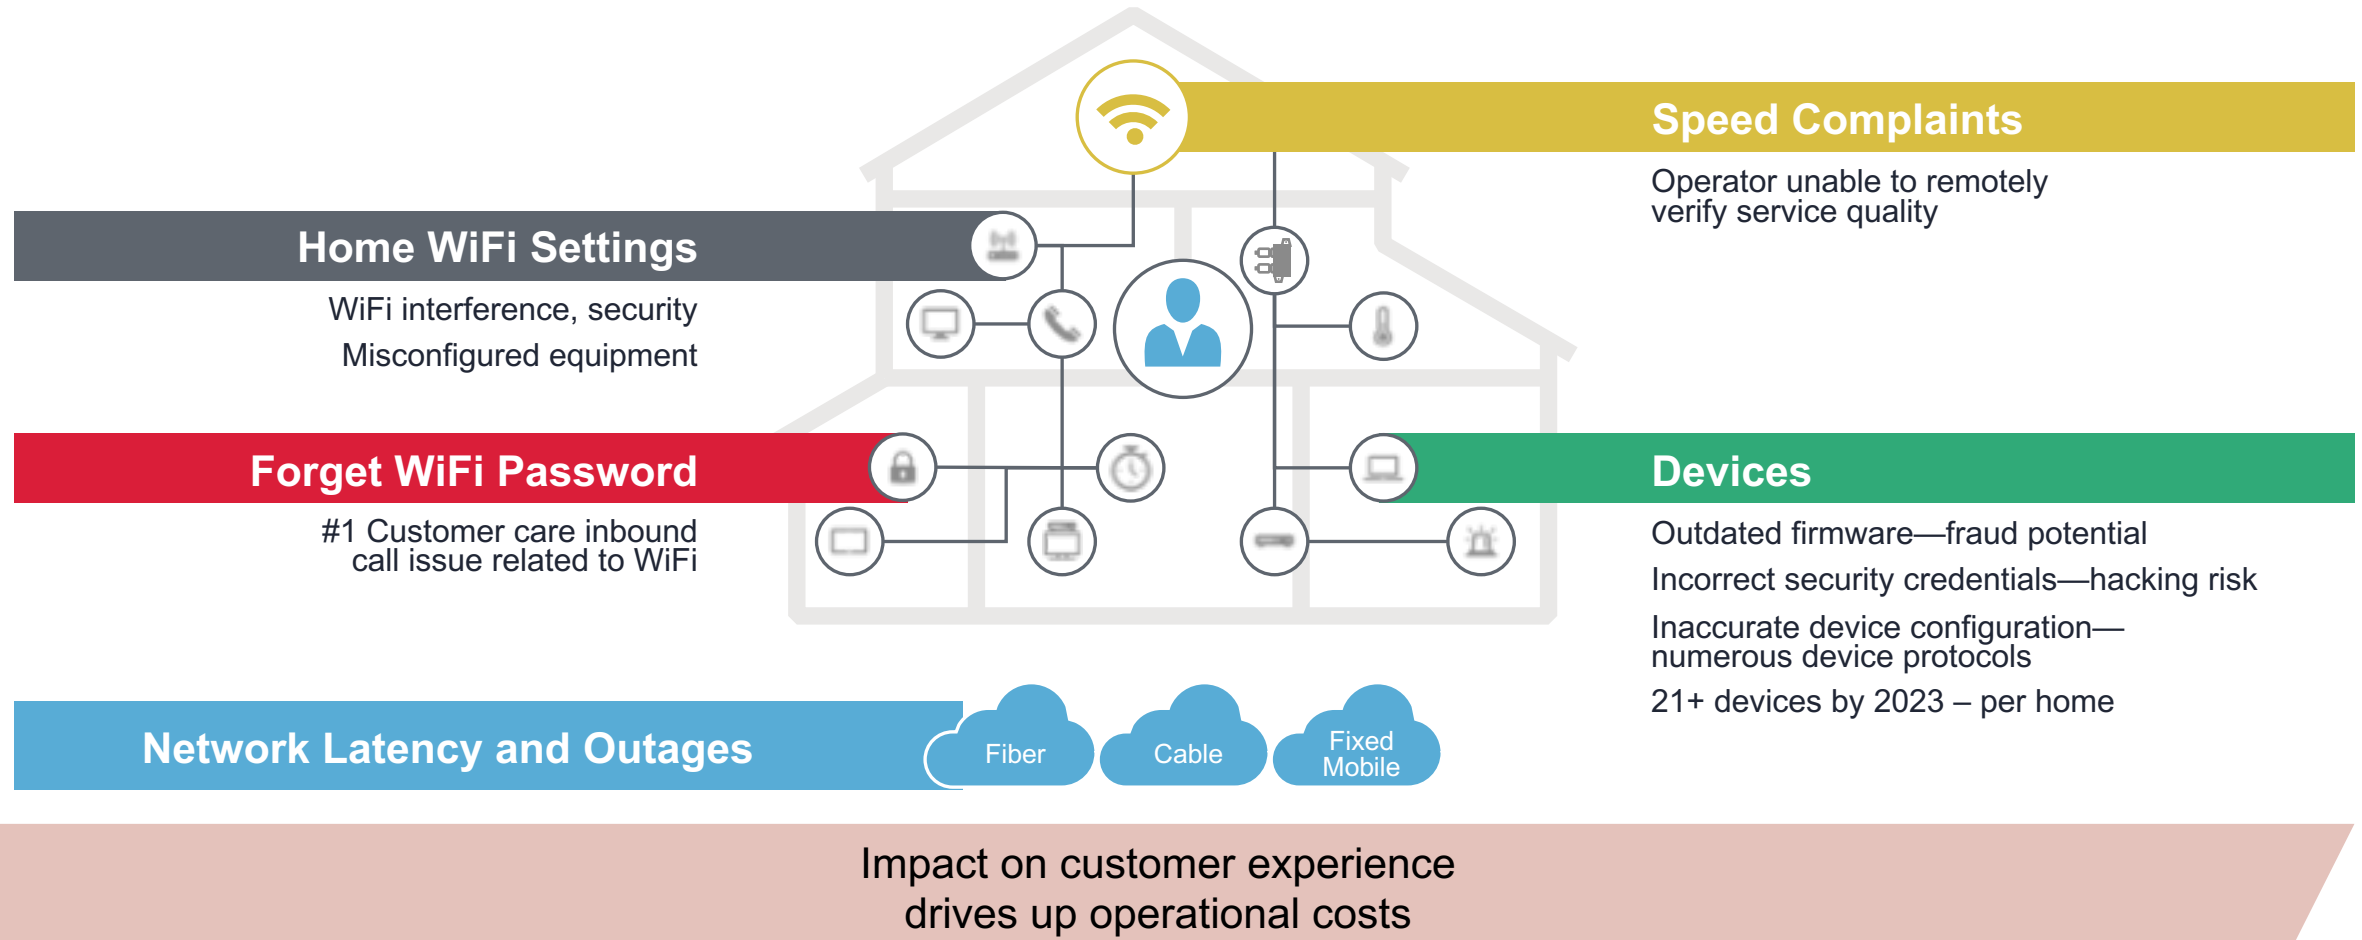 Speed Complaints
Operator unable to remotely
verify service quality
Home WiFi Settings
WiFi interference, security
Misconfigured equipment
Forget WiFi Password
#1 Customer care inbound
call issue related to WiFi
Devices
Outdated firmware—fraud potential
Incorrect security credentials—hacking risk
Inaccurate device configuration—
numerous device protocols
21+ devices by 2023 – per home
Network Latency and Outages
Fiber
Cable
Fixed
Mobile
Impact on customer experience
drives up operational costs